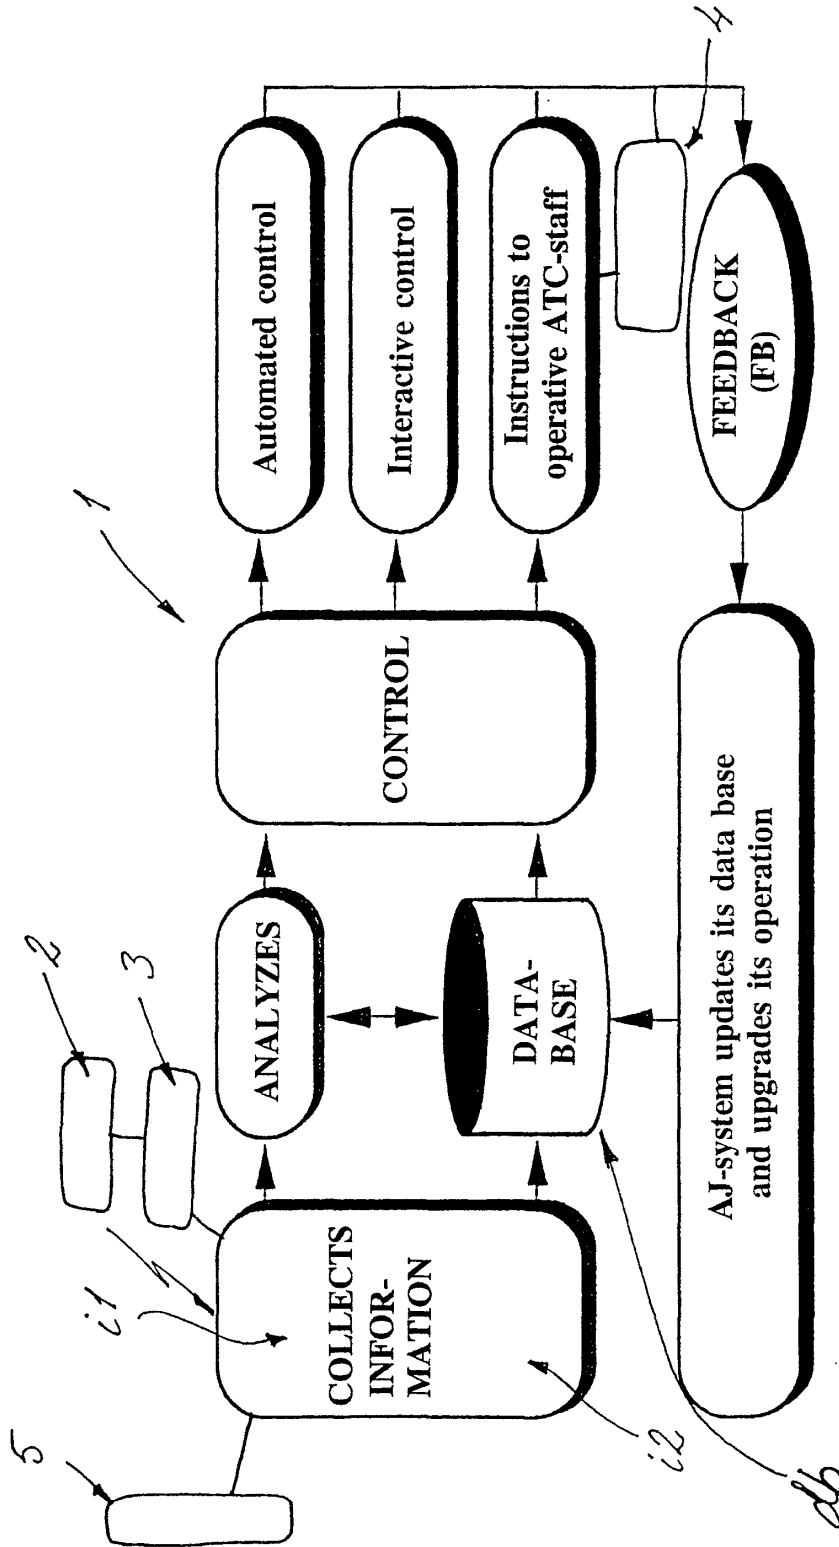 5
i1
2
3
1
COLLECTS
INFOR-
MATION
ANALYZES
DATA-
BASE
CONTROL
Automated control
Interactive control
Instructions to
operative ATC-staff
4
FEEDBACK
(FB)
AJ-system updates its data base
and upgrades its operation
i2
db